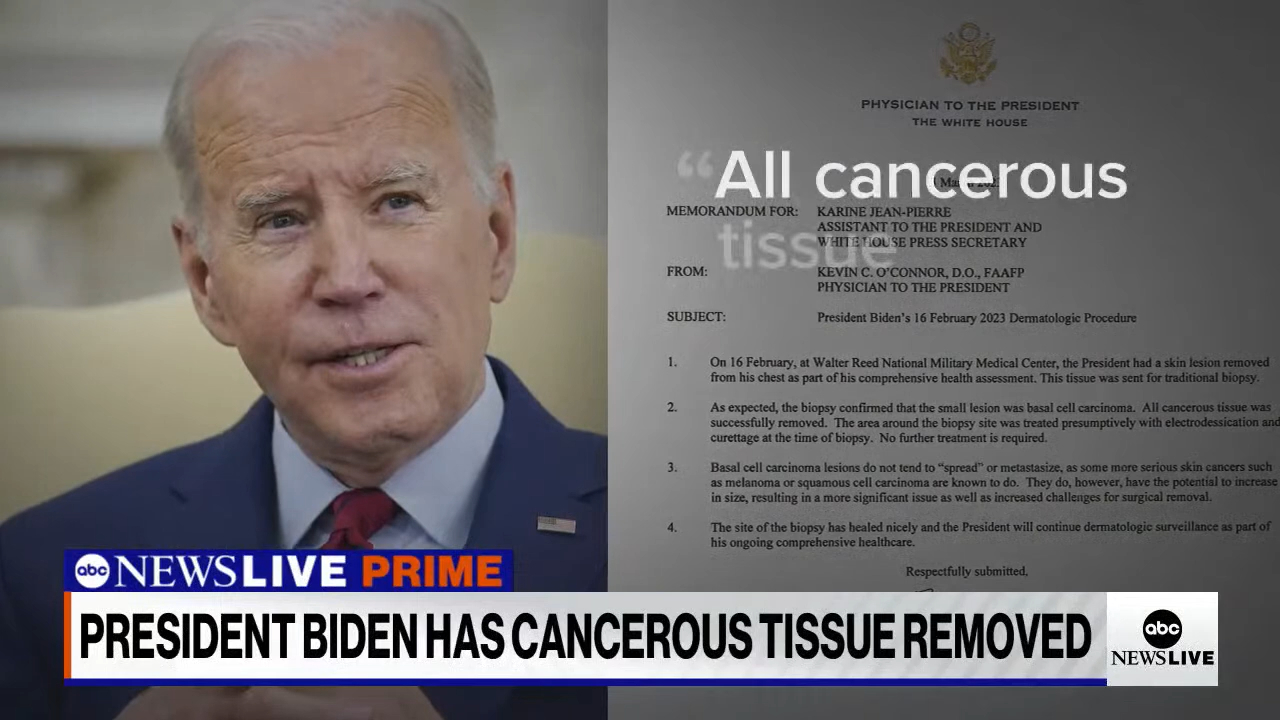 PHYSICIAN TO THE PRESIDENT
THE WHITE HOUSE
“All cancerous
tissue
MEMORANDUM FOR: KARINE JEAN-PIERRE
ASSISTANT TO THE PRESIDENT AND
WHITE HOUSE PRESS SECRETARY
FROM: KEVIN C. O'CONNOR, D.O., FAAFP
PHYSICIAN TO THE PRESIDENT
SUBJECT: President Biden's 16 February 2023 Dermatologic Procedure
1. On 16 February, at Walter Reed National Military Medical Center, the President had a skin lesion removed
from his chest as part of his comprehensive health assessment. This tissue was sent for traditional biopsy.
2. As expected, the biopsy confirmed that the small lesion was basal cell carcinoma. All cancerous tissue was
successfully removed. The area around the biopsy site was treated presumptively with electrodessication and
curettage at the time of biopsy. No further treatment is required.
3. Basal cell carcinoma lesions do not tend to “spread” or metastasize, as some more serious skin cancers such
as melanoma or squamous cell carcinoma are known to do. They do, however, have the potential to increase
in size, resulting in a more significant issue as well as increased challenges for surgical removal.
4. The site of the biopsy has healed nicely and the President will continue dermatologic surveillance as part of
his ongoing comprehensive healthcare.
Respectfully submitted,
abc NEWS LIVE PRIME
PRESIDENT BIDEN HAS CANCEROUS TISSUE REMOVED
abc
NEWS LIVE